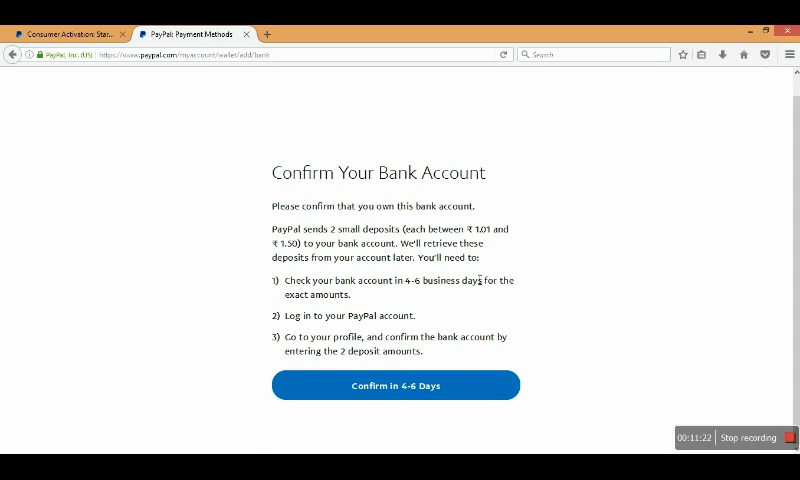 Consumer Activation: Star...
PayPal: Payment Methods
PayPal, Inc. (US)
https://www.paypal.com/myaccount/wallet/add/bank
Search
Confirm Your Bank Account
Please confirm that you own this bank account.
PayPal sends 2 small deposits (each between ₹ 1.01 and
₹ 1.50) to your bank account. We'll retrieve these
deposits from your account later. You'll need to:
1) Check your bank account in 4-6 business days for the
exact amounts.
2) Log in to your PayPal account.
3) Go to your profile, and confirm the bank account by
entering the 2 deposit amounts.
Confirm in 4-6 Days
00:11:22 Stop recording